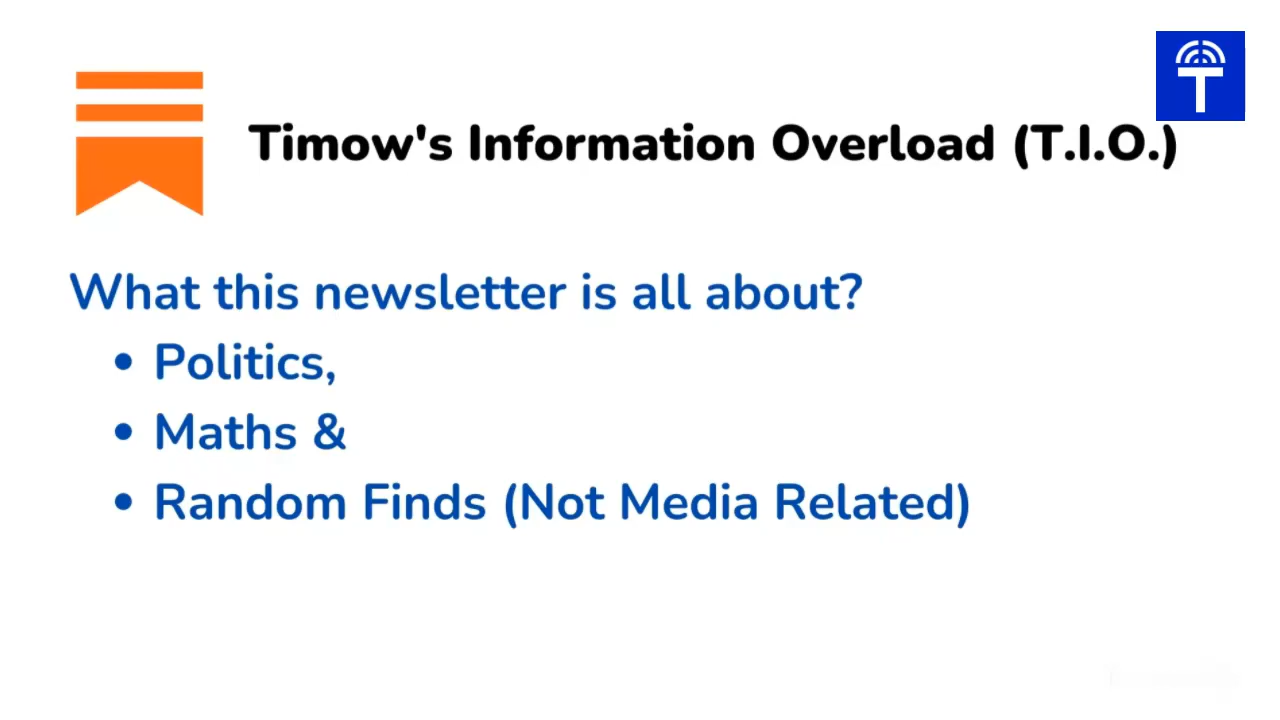 Timow's Information Overload (T.I.O.)
What this newsletter is all about?
• Politics,
• Maths &
• Random Finds (Not Media Related)